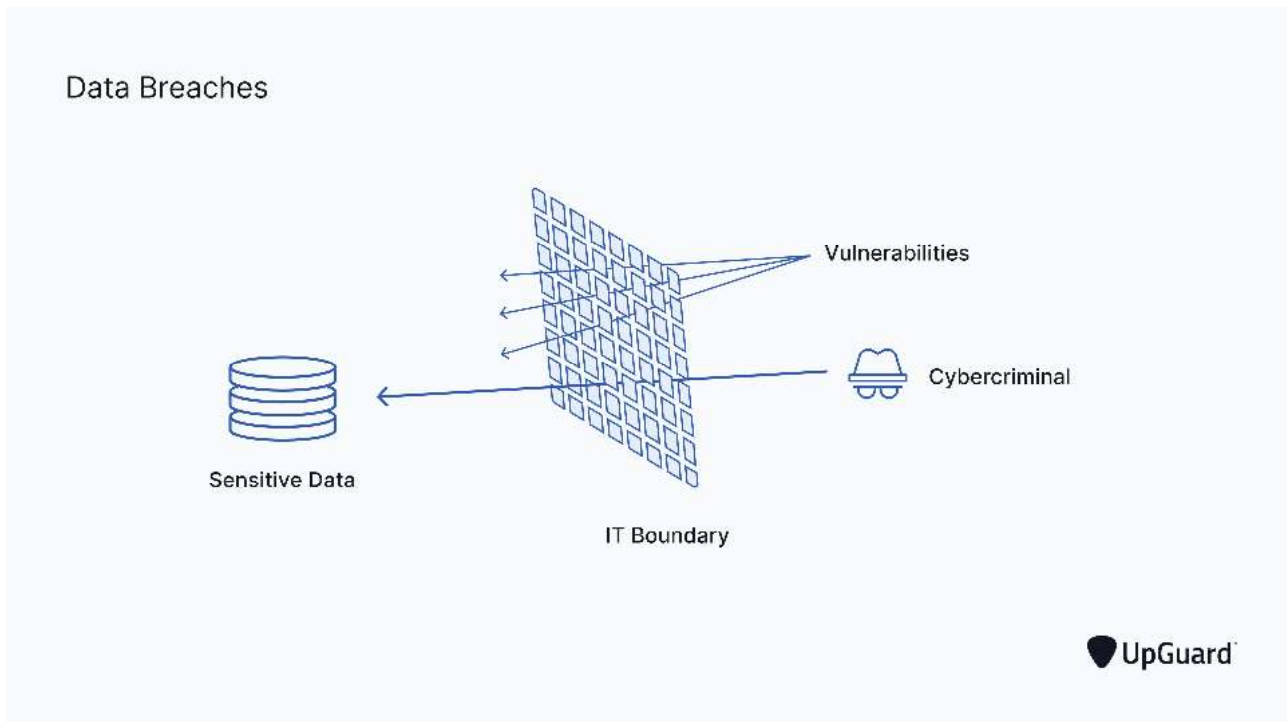 Data Breaches
Vulnerabilities
Cybercriminal
Sensitive Data
IT Boundary
UpGuard